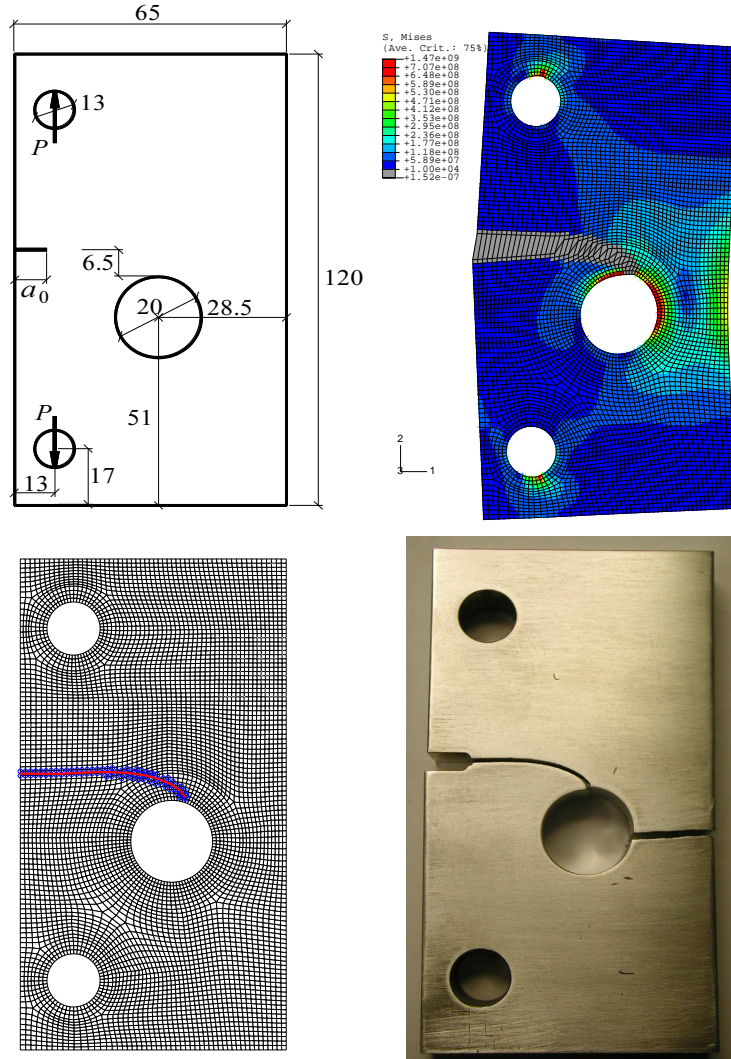 65
13
P
6.5
a0
20
28.5
120
51
P
17
13
S, Mises
(Ave. Crit.: 75%)
+1.47e+09
+7.07e+08
+6.48e+08
+5.89e+08
+5.30e+08
+4.71e+08
+4.12e+08
+3.53e+08
+2.95e+08
+2.36e+08
+1.77e+08
+1.18e+08
+5.89e+07
+1.00e+04
+1.52e-07
2
3 1